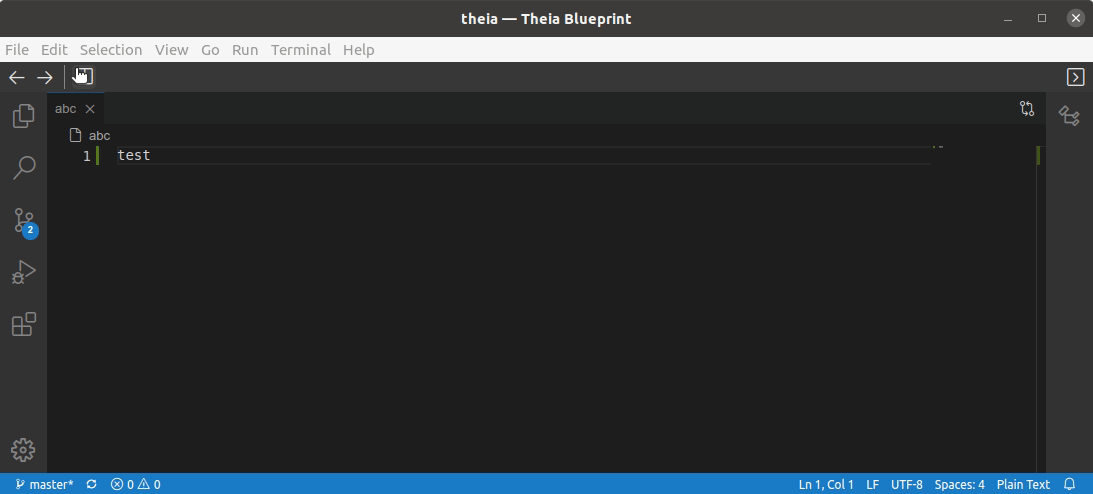 theia — Theia Blueprint
File Edit Selection View Go Run Terminal Help
abc
abc
1 test
2
master* 0 0 Ln 1, Col 1 LF UTF-8 Spaces: 4 Plain Text